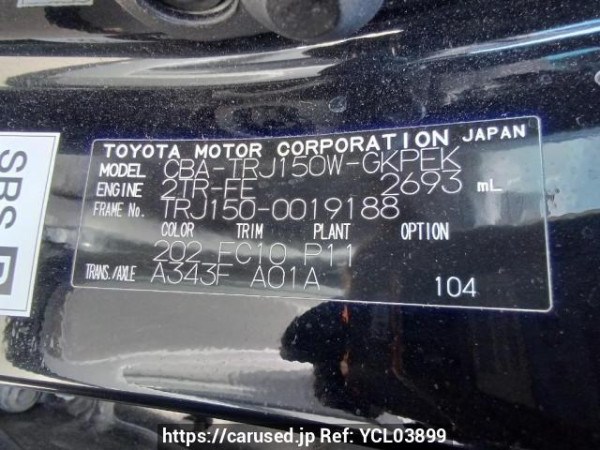 TOYOTA MOTOR CORPORATION JAPAN
MODEL CBA-TRJ150W-GKPEK
ENGINE 2TR-FE 2693 mL
FRAME No. TRJ150-0019188
COLOR TRIM PLANT OPTION
202 FC10 P11
TRANS./AXLE A343F A01A 104
SRS
https://carused.jp Ref: YCL03899